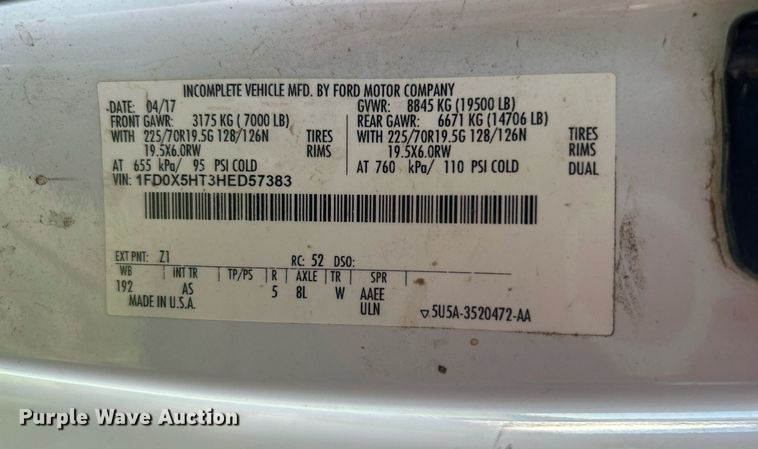 INCOMPLETE VEHICLE MFD. BY FORD MOTOR COMPANY
DATE: 04/17 GVWR: 8845 KG (19500 LB)
FRONT GAWR: 3175 KG ( 7000 LB) REAR GAWR: 6671 KG (14706 LB)
WITH 225/70R19.5G 128/126N TIRES WITH 225/70R19.5G 128/126N TIRES
19.5X6.0RW RIMS 19.5X6.0RW RIMS
AT 655 kPa/ 95 PSI COLD AT 760 kPa/ 110 PSI COLD DUAL
VIN: 1FD0X5HT3HED57383
EXT PNT: Z1 RC: 52 DSO:
WB INT TR TP/PS R AXLE TR SPR
192 AS 5 8L W AAEE
MADE IN U.S.A. ULN ▽5U5A-3520472-AA
Purple Wave Auction